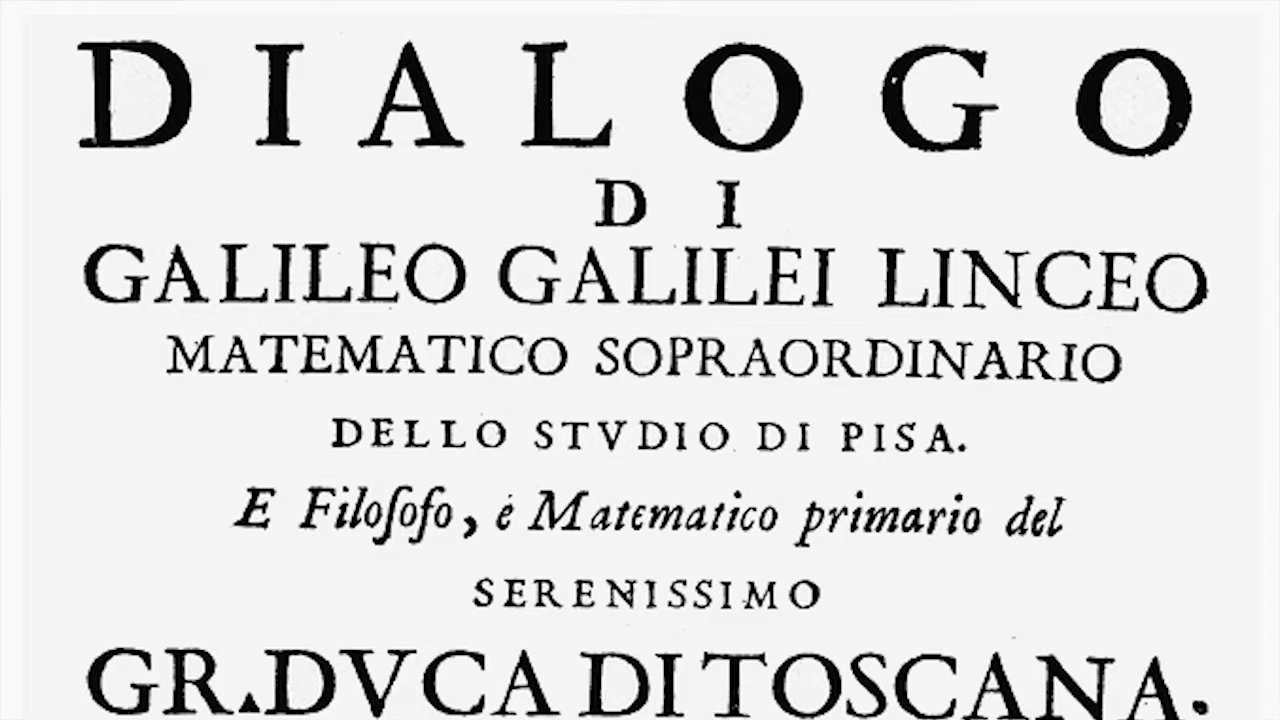 DIALOGO
DI
GALILEO GALILEI LINCEO
MATEMATICO SOPRAORDINARIO
DELLO STVDIO DI PISA.
E Filoſofo, e Matematico primario del
SERENISSIMO
GR.DVCA DI TOSCANA.